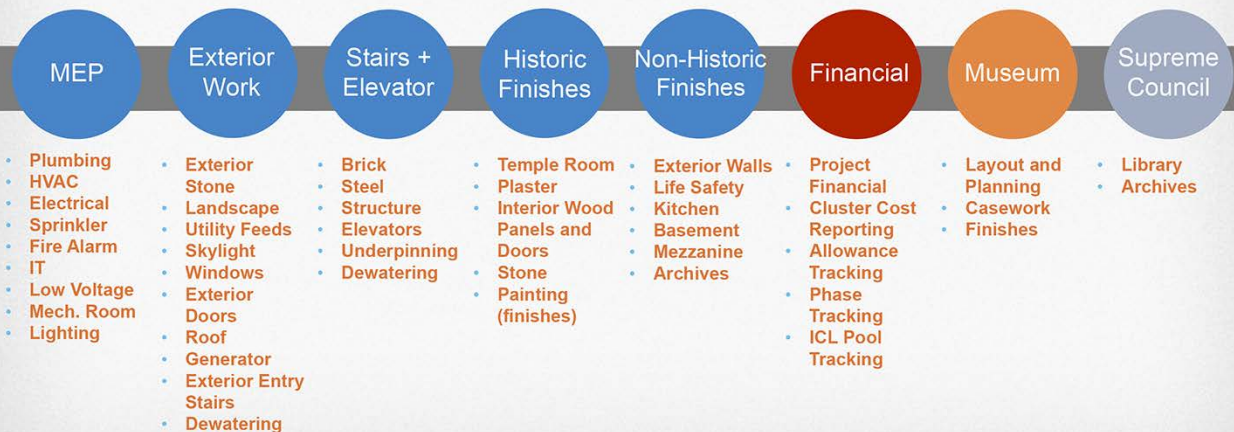 MEP
Exterior
Work
Stairs +
Elevator
Historic
Finishes
Non-Historic
Finishes
Financial
Museum
Supreme
Council
• Plumbing
• HVAC
• Electrical
• Sprinkler
• Fire Alarm
• IT
• Low Voltage
• Mech. Room
• Lighting
• Exterior
Stone
• Landscape
• Utility Feeds
• Skylight
• Windows
• Exterior
Doors
• Roof
• Generator
• Exterior Entry
Stairs
• Dewatering
• Brick
• Steel
• Structure
• Elevators
• Underpinning
• Dewatering
• Temple Room
• Plaster
• Interior Wood
Panels and
Doors
• Stone
• Painting
(finishes)
• Exterior Walls
• Life Safety
• Kitchen
• Basement
• Mezzanine
• Archives
• Project
Financial
• Cluster Cost
Reporting
• Allowance
Tracking
• Phase
Tracking
• ICL Pool
Tracking
• Layout and
Planning
• Casework
• Finishes
• Library
• Archives